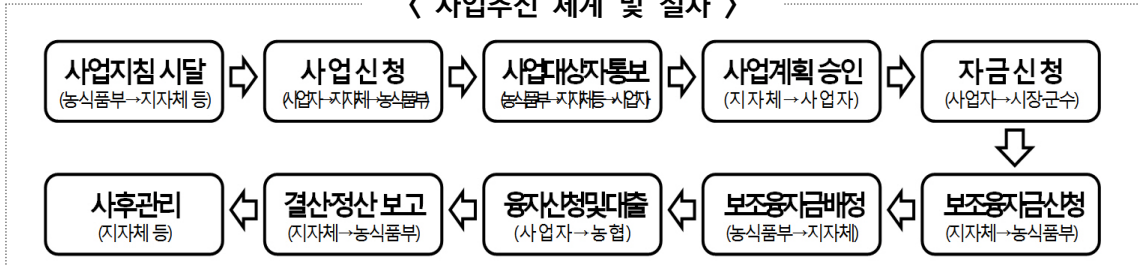 < 사업추진 체계 및 절차 >
사업지침 시달
(농식품부→지자체 등)
사업신청
(사업자→지자체→농식품부)
사업대상자통보
(농식품부→지자체등→사업자)
사업계획 승인
(지자체→사업자)
자금신청
(사업자→시장군수)
보조융자금신청
(지자체→농식품부)
보조융자금배정
(농식품부→지자체)
융자신청및대출
(사업자→농협)
결산정산 보고
(지자체→농식품부)
사후관리
(지자체 등)